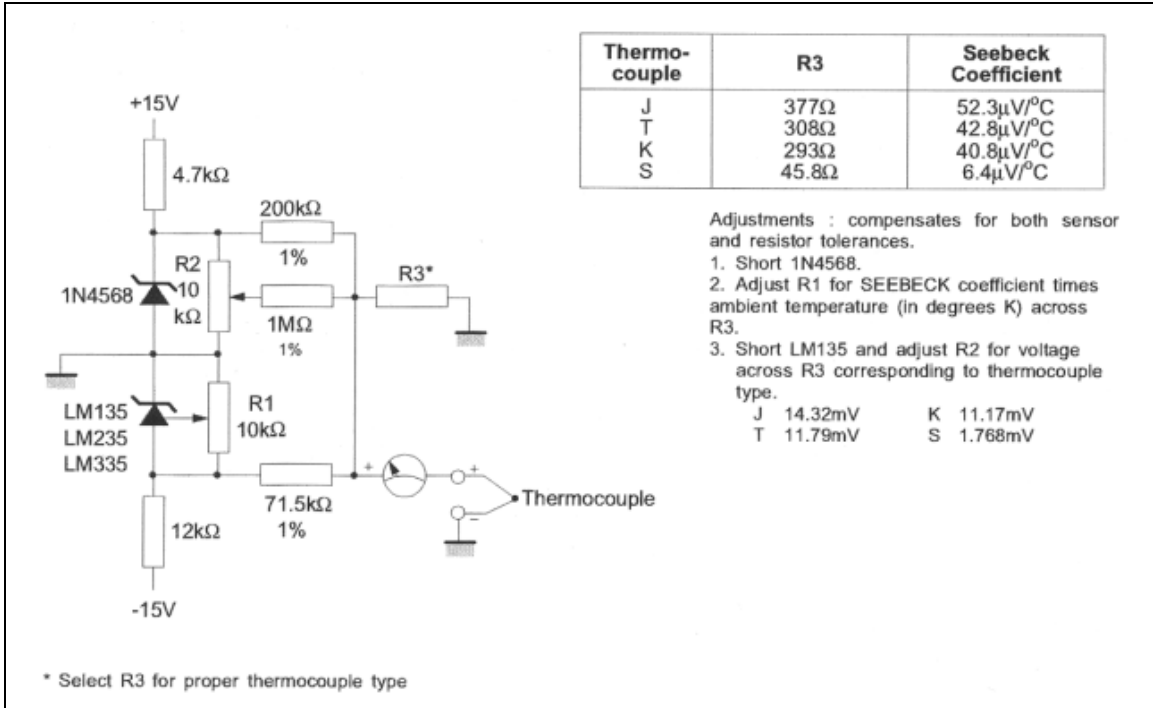 Thermo-
couple
R3
Seebeck
Coefficient
J 377Ω 52.3μV/°C
T 308Ω 42.8μV/°C
K 293Ω 40.8μV/°C
S 45.8Ω 6.4μV/°C
+15V
4.7kΩ
200kΩ
1%
R2
10
kΩ
1N4568
1MΩ
1%
R3*
LM135
LM235
LM335
R1
10kΩ
71.5kΩ
1%
+
+
−
Thermocouple
12kΩ
-15V
Adjustments : compensates for both sensor
and resistor tolerances.
1. Short 1N4568.
2. Adjust R1 for SEEBECK coefficient times
ambient temperature (in degrees K) across
R3.
3. Short LM135 and adjust R2 for voltage
across R3 corresponding to thermocouple
type.
J 14.32mV K 11.17mV
T 11.79mV S 1.768mV
* Select R3 for proper thermocouple type